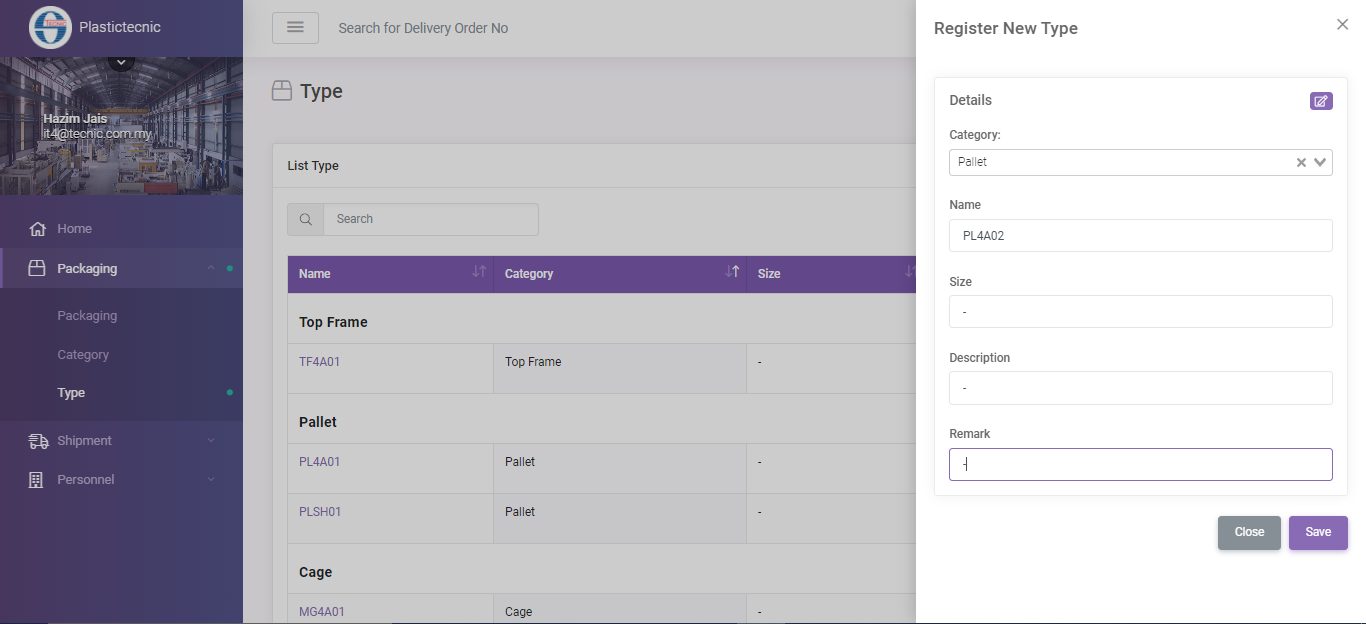 TECNIC
Plastictecnic
Hazim Jais
it4@tecnic.com.my
Home
Packaging
Packaging
Category
Type
Shipment
Personnel
Search for Delivery Order No
Type
List Type
Search
Name
Category
Size
Top Frame
TF4A01
Top Frame
-
Pallet
PL4A01
Pallet
-
PLSH01
Pallet
-
Cage
MG4A01
Cage
-
Register New Type
Details
Category:
Pallet
Name
PL4A02
Size
-
Description
-
Remark
-
Close
Save